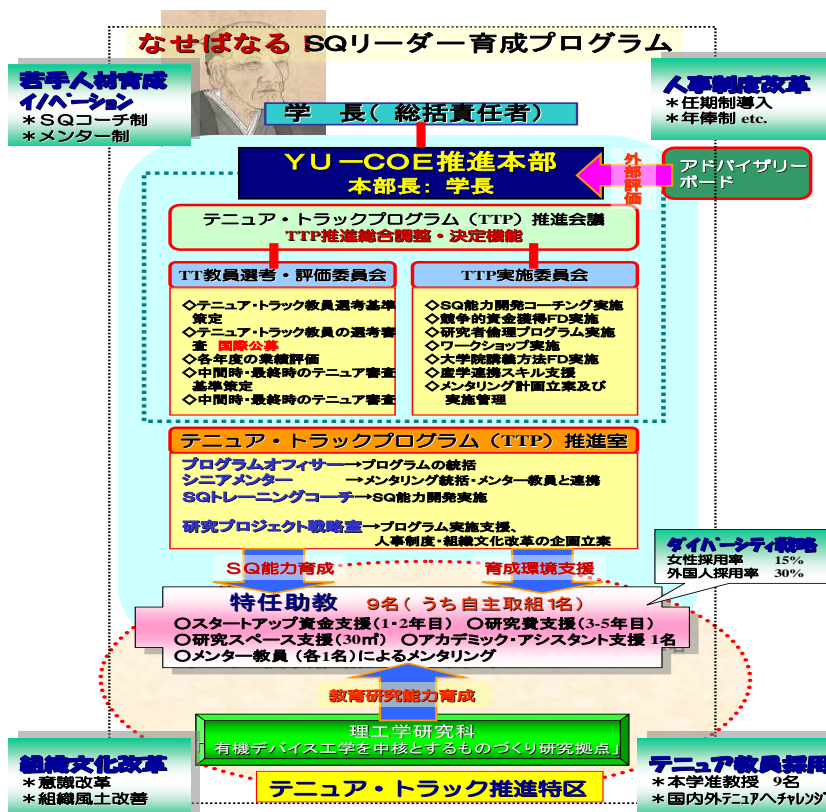 なせばなる！SQリーダー育成プログラム
若手人材育成
イノベーション
＊ＳＱコーチ制
＊メンター制
人事制度改革
＊任期制導入
＊年俸制 etc.
学　長（ 総括責任者）
ＹＵ－ＣＯＥ推進本部
本部長： 学長
外部評価
アドバイザリー
ボード
テニュア・トラックプログラム（TTP）推進会議
TTP推進総合調整・決定機能
TT教員選考・評価委員会
◇テニュア・トラック教員選考基準
策定
◇テニュア・トラック教員の選考審
査 国際公募
◇各年度の業績評価
◇中間時・最終時のテニュア審査
基準策定
◇中間時・最終時のテニュア審査
TTP実施委員会
◇SQ能力開発コーチング実施
◇競争的資金獲得FD実施
◇研究者倫理プログラム実施
◇ワークショップ実施
◇大学院講義方法FD実施
◇産学連携スキル支援
◇メンタリング計画立案及び
実施管理
テニュア・トラックプログラム（TTP）推進室
プログラムオフィサー→プログラムの統括
シニアメンター　→メンタリング統括・メンター教員と連携
SQトレーニングコーチ→SQ能力開発実施
研究プロジェクト戦略室→プログラム実施支援、
人事制度・組織文化改革の企画立案
ダイバーシティ戦略
女性採用率　15%
外国人採用率　30%
SQ能力育成
育成環境支援
特任助教　9名（ うち自主取組1名）
○スタートアップ資金支援（1・2年目）　○研究費支援（3-5年目）
○研究スペース支援（30㎡）　○アカデミック・アシスタント支援 1名
○メンター教員（各1名）によるメンタリング
教育研究能力育成
理工学研究科
「有機デバイス工学を中核とするものづくり研究拠点」
組織文化改革
＊意識改革
＊組織風土改善
テニュア・トラック推進特区
テニュア教員採用
＊本学准教授　9名
＊国内外テニュアへチャレンジ